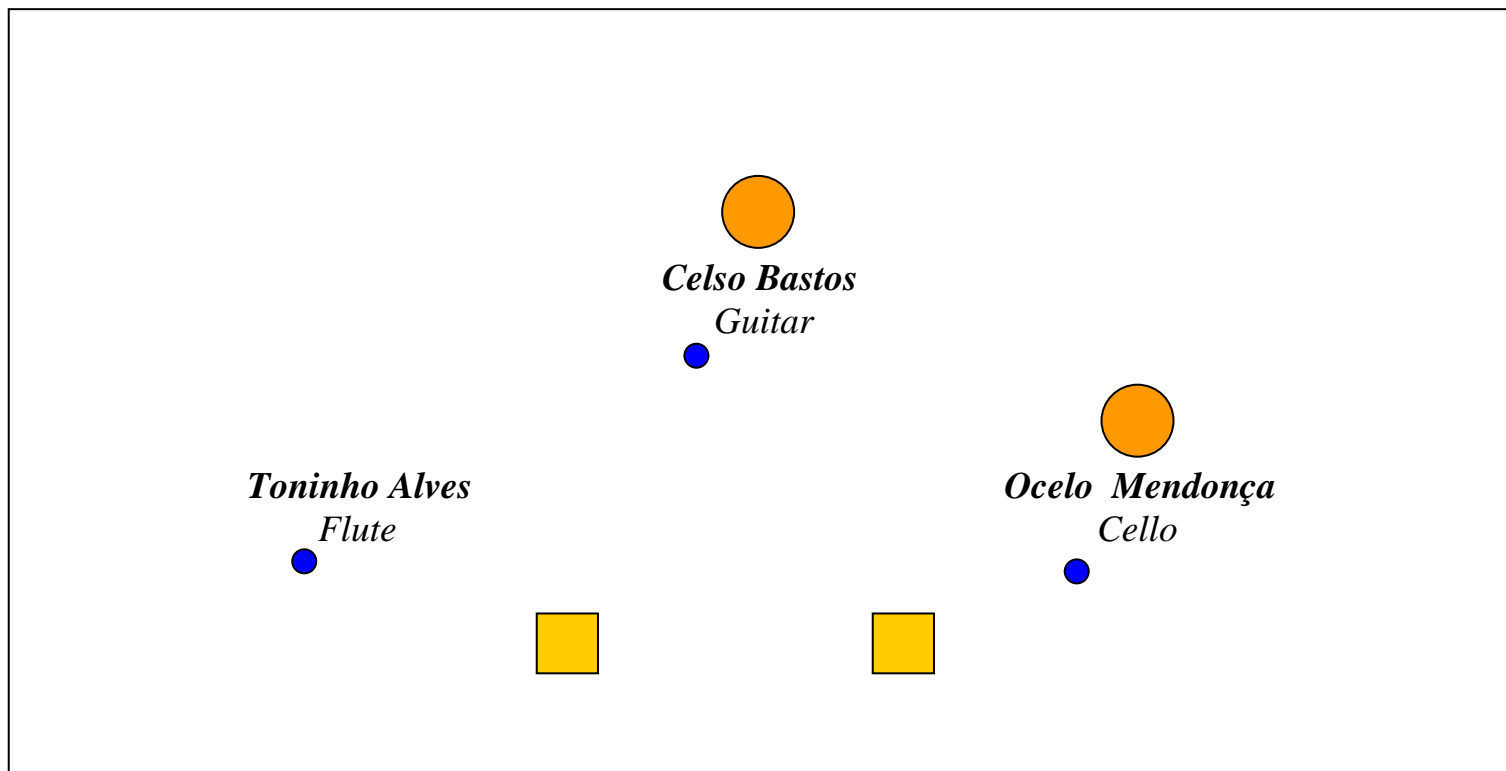 Celso Bastos
Guitar
Toninho Alves
Flute
Ocelo  Mendonça
Cello